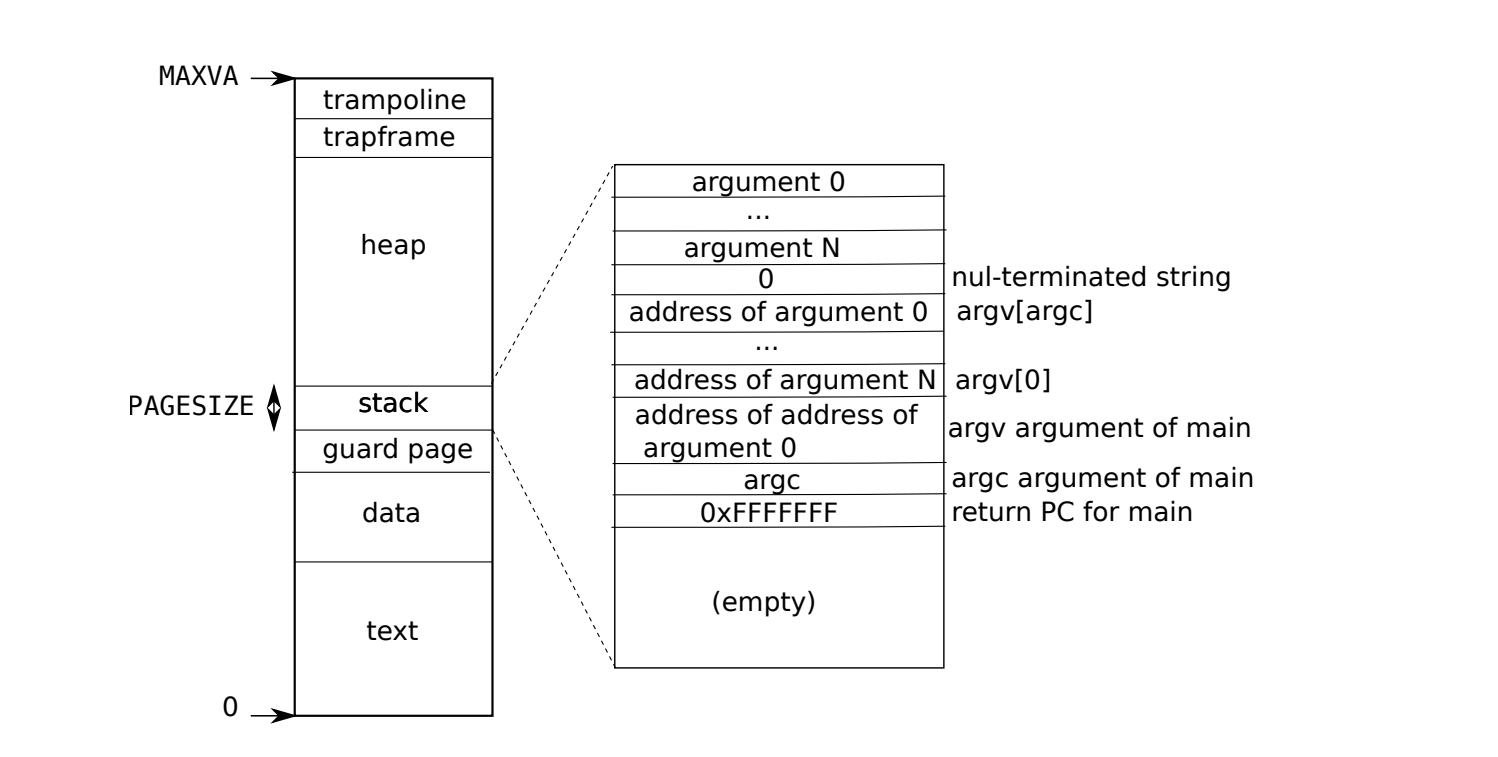 MAXVA
trampoline
trapframe
heap
PAGESIZE
stack
guard page
data
text
0
argument 0
...
argument N
0
nul-terminated string
address of argument 0
argv[argc]
...
address of argument N
argv[0]
address of address of
argument 0
argv argument of main
argc
argc argument of main
0xFFFFFFF
return PC for main
(empty)